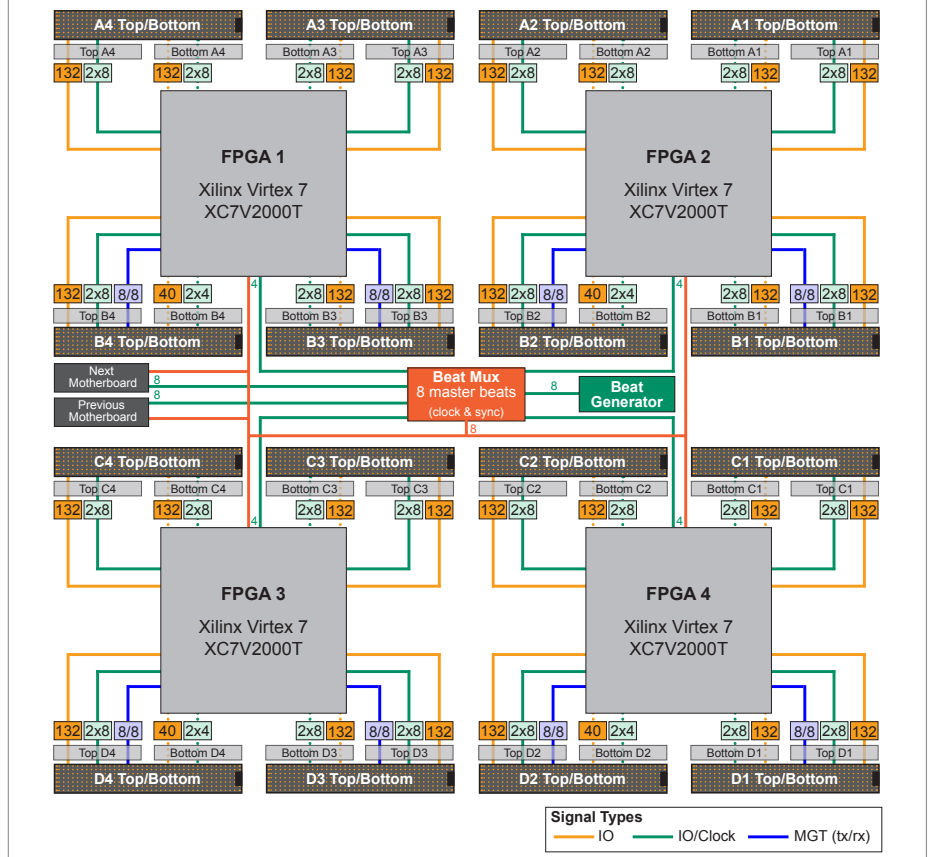 A4 Top/Bottom
A3 Top/Bottom
A2 Top/Bottom
A1 Top/Bottom
Top A4
Bottom A4
Bottom A3
Top A3
Top A2
Bottom A2
Bottom A1
Top A1
132 2x8
132 2x8
2x8 132
2x8 132
132 2x8
132 2x8
2x8 132
2x8 132
FPGA 1
Xilinx Virtex 7
XC7V2000T
FPGA 2
Xilinx Virtex 7
XC7V2000T
4
4
132 2x8 8/8
40 2x4
2x8 132
8/8 2x8 132
132 2x8 8/8
40 2x4
2x8 132
8/8 2x8 132
Top B4
Bottom B4
Bottom B3
Top B3
Top B2
Bottom B2
Bottom B1
Top B1
B4 Top/Bottom
B3 Top/Bottom
B2 Top/Bottom
B1 Top/Bottom
Next
Motherboard
8
8
Previous
Motherboard
Beat Mux
8 master beats
(clock & sync)
8
Beat
Generator
8
C4 Top/Bottom
C3 Top/Bottom
C2 Top/Bottom
C1 Top/Bottom
Top C4
Bottom C4
Bottom C3
Top C3
Top C2
Bottom C2
Bottom C1
Top C1
132 2x8
132 2x8
2x8 132
2x8 132
132 2x8
132 2x8
2x8 132
2x8 132
4
4
FPGA 3
Xilinx Virtex 7
XC7V2000T
FPGA 4
Xilinx Virtex 7
XC7V2000T
132 2x8 8/8
40 2x4
2x8 132
8/8 2x8 132
132 2x8 8/8
40 2x4
2x8 132
8/8 2x8 132
Top D4
Bottom D4
Bottom D3
Top D3
Top D2
Bottom D2
Bottom D1
Top D1
D4 Top/Bottom
D3 Top/Bottom
D2 Top/Bottom
D1 Top/Bottom
Signal Types
IO
IO/Clock
MGT (tx/rx)